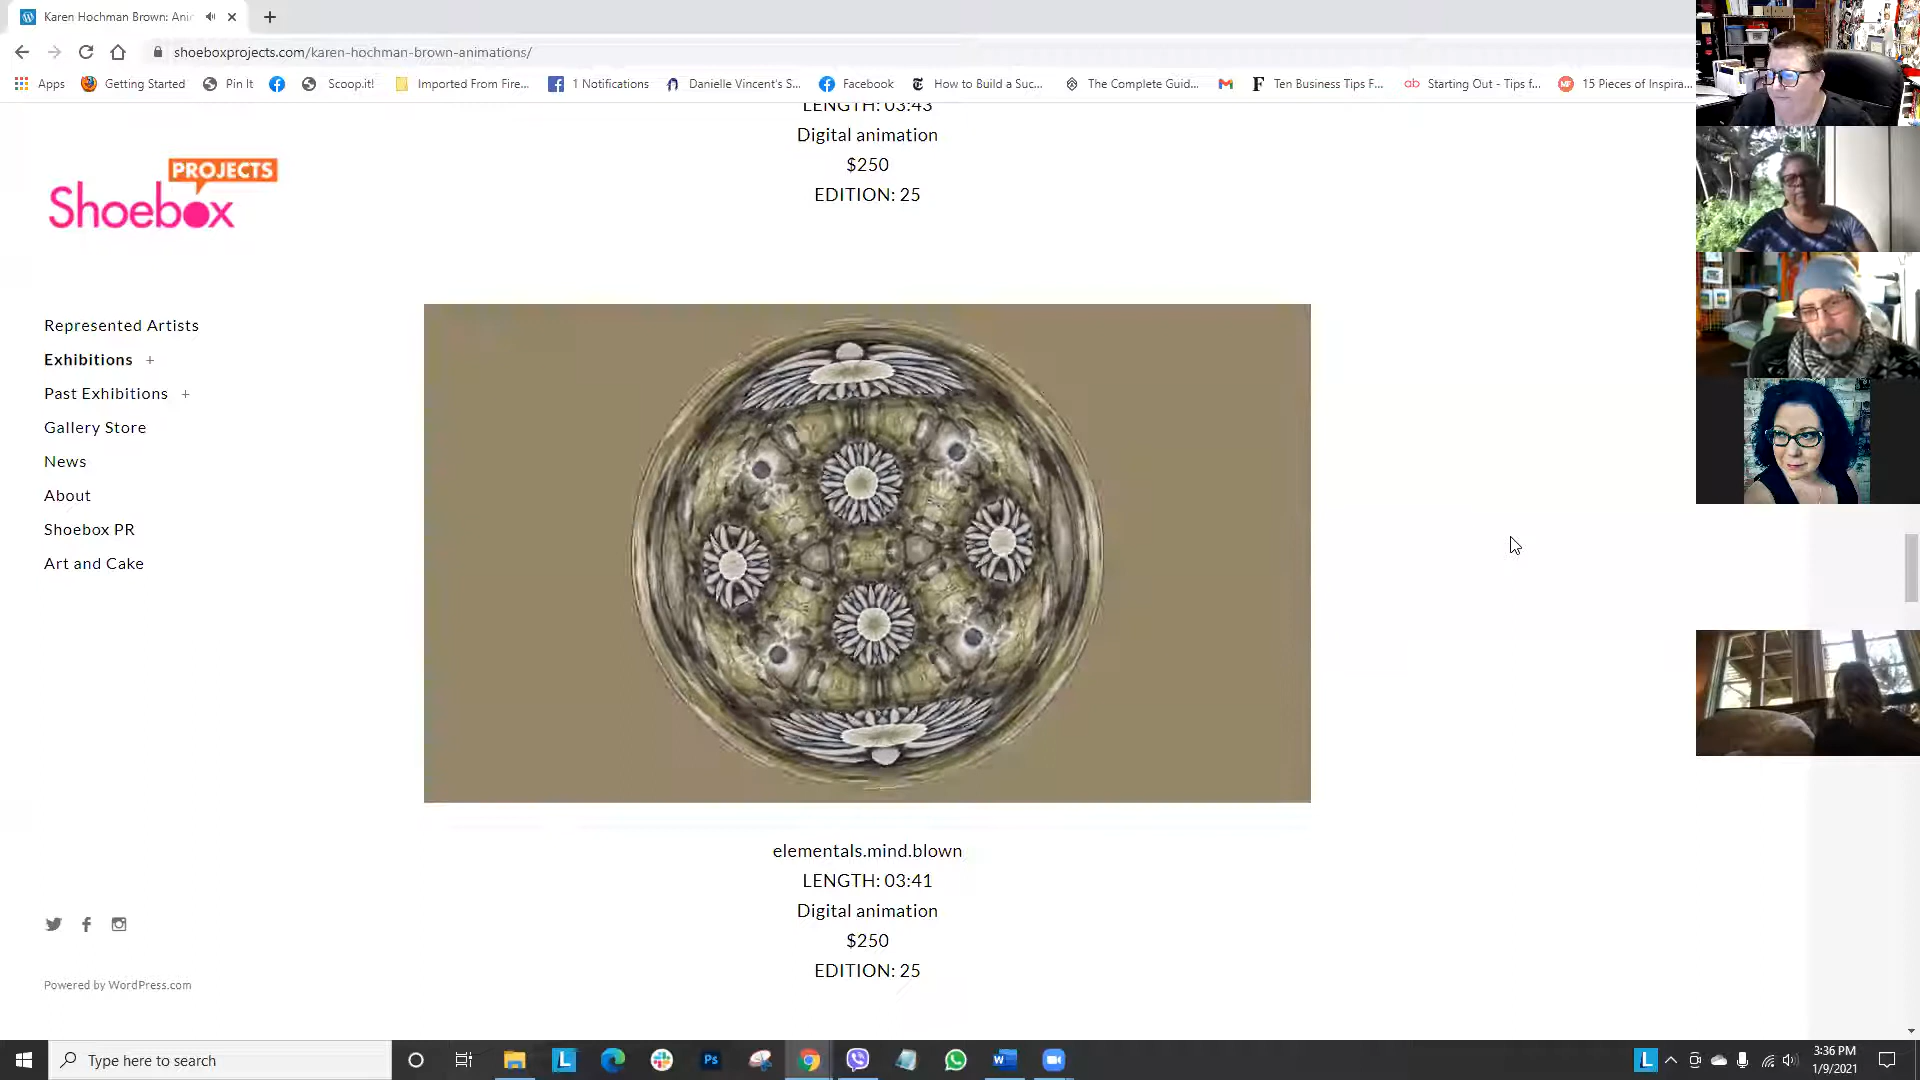 Karen Hochman Brown: Ani
shoeboxprojects.com/karen-hochman-brown-animations/
Apps
Getting Started
Pin It
Scoop.it!
Imported From Fire...
1 Notifications
Danielle Vincent's S...
Facebook
How to Build a Suc...
The Complete Guid...
Ten Business Tips F...
ab
Starting Out - Tips f...
MF
15 Pieces of Inspira...
LENGTH: 03:43
Digital animation
$250
EDITION: 25
PROJECTS
Shoebox
Represented Artists
Exhibitions +
Past Exhibitions +
Gallery Store
News
About
Shoebox PR
Art and Cake
elementals.mind.blown
LENGTH: 03:41
Digital animation
$250
EDITION: 25
Powered by WordPress.com
Type here to search
L
Ps
W
L
3:36 PM
1/9/2021